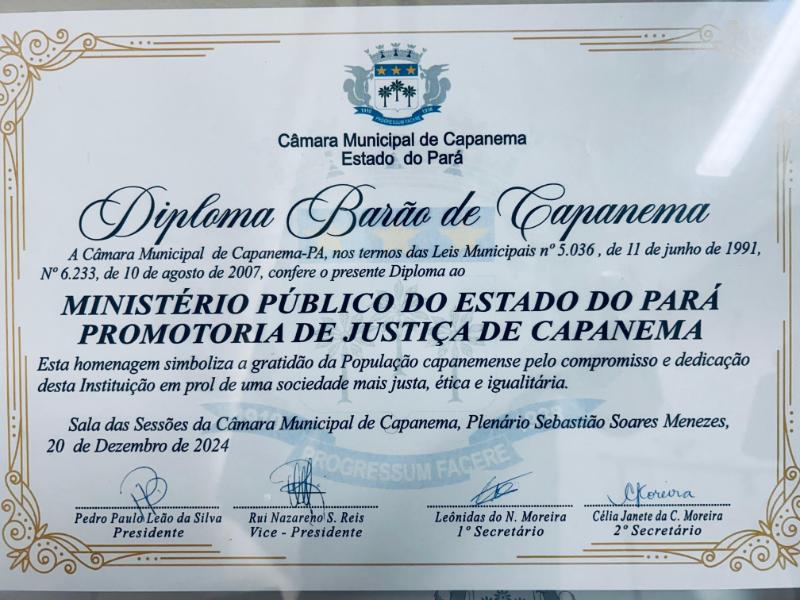 1910 1938
PROGRESSUM FACERE
Câmara Municipal de Capanema
Estado do Pará
Diploma Barão de Capanema
A Câmara Municipal de Capanema-PA, nos termos das Leis Municipais nº 5.036 , de 11 de junho de 1991,
Nº 6.233, de 10 de agosto de 2007, confere o presente Diploma ao
MINISTÉRIO PÚBLICO DO ESTADO DO PARÁ
PROMOTORIA DE JUSTIÇA DE CAPANEMA
Esta homenagem simboliza a gratidão da População capanemense pelo compromisso e dedicação
desta Instituição em prol de uma sociedade mais justa, ética e igualitária.
Sala das Sessões da Câmara Municipal de Capanema, Plenário Sebastião Soares Menezes,
20 de Dezembro de 2024
PROGRESSUM FACERE
Pedro Paulo Leão da Silva Rui Nazareno S. Reis Leônidas do N. Moreira Célia Janete da C. Moreira
Presidente Vice - Presidente 1º Secretário 2º Secretário